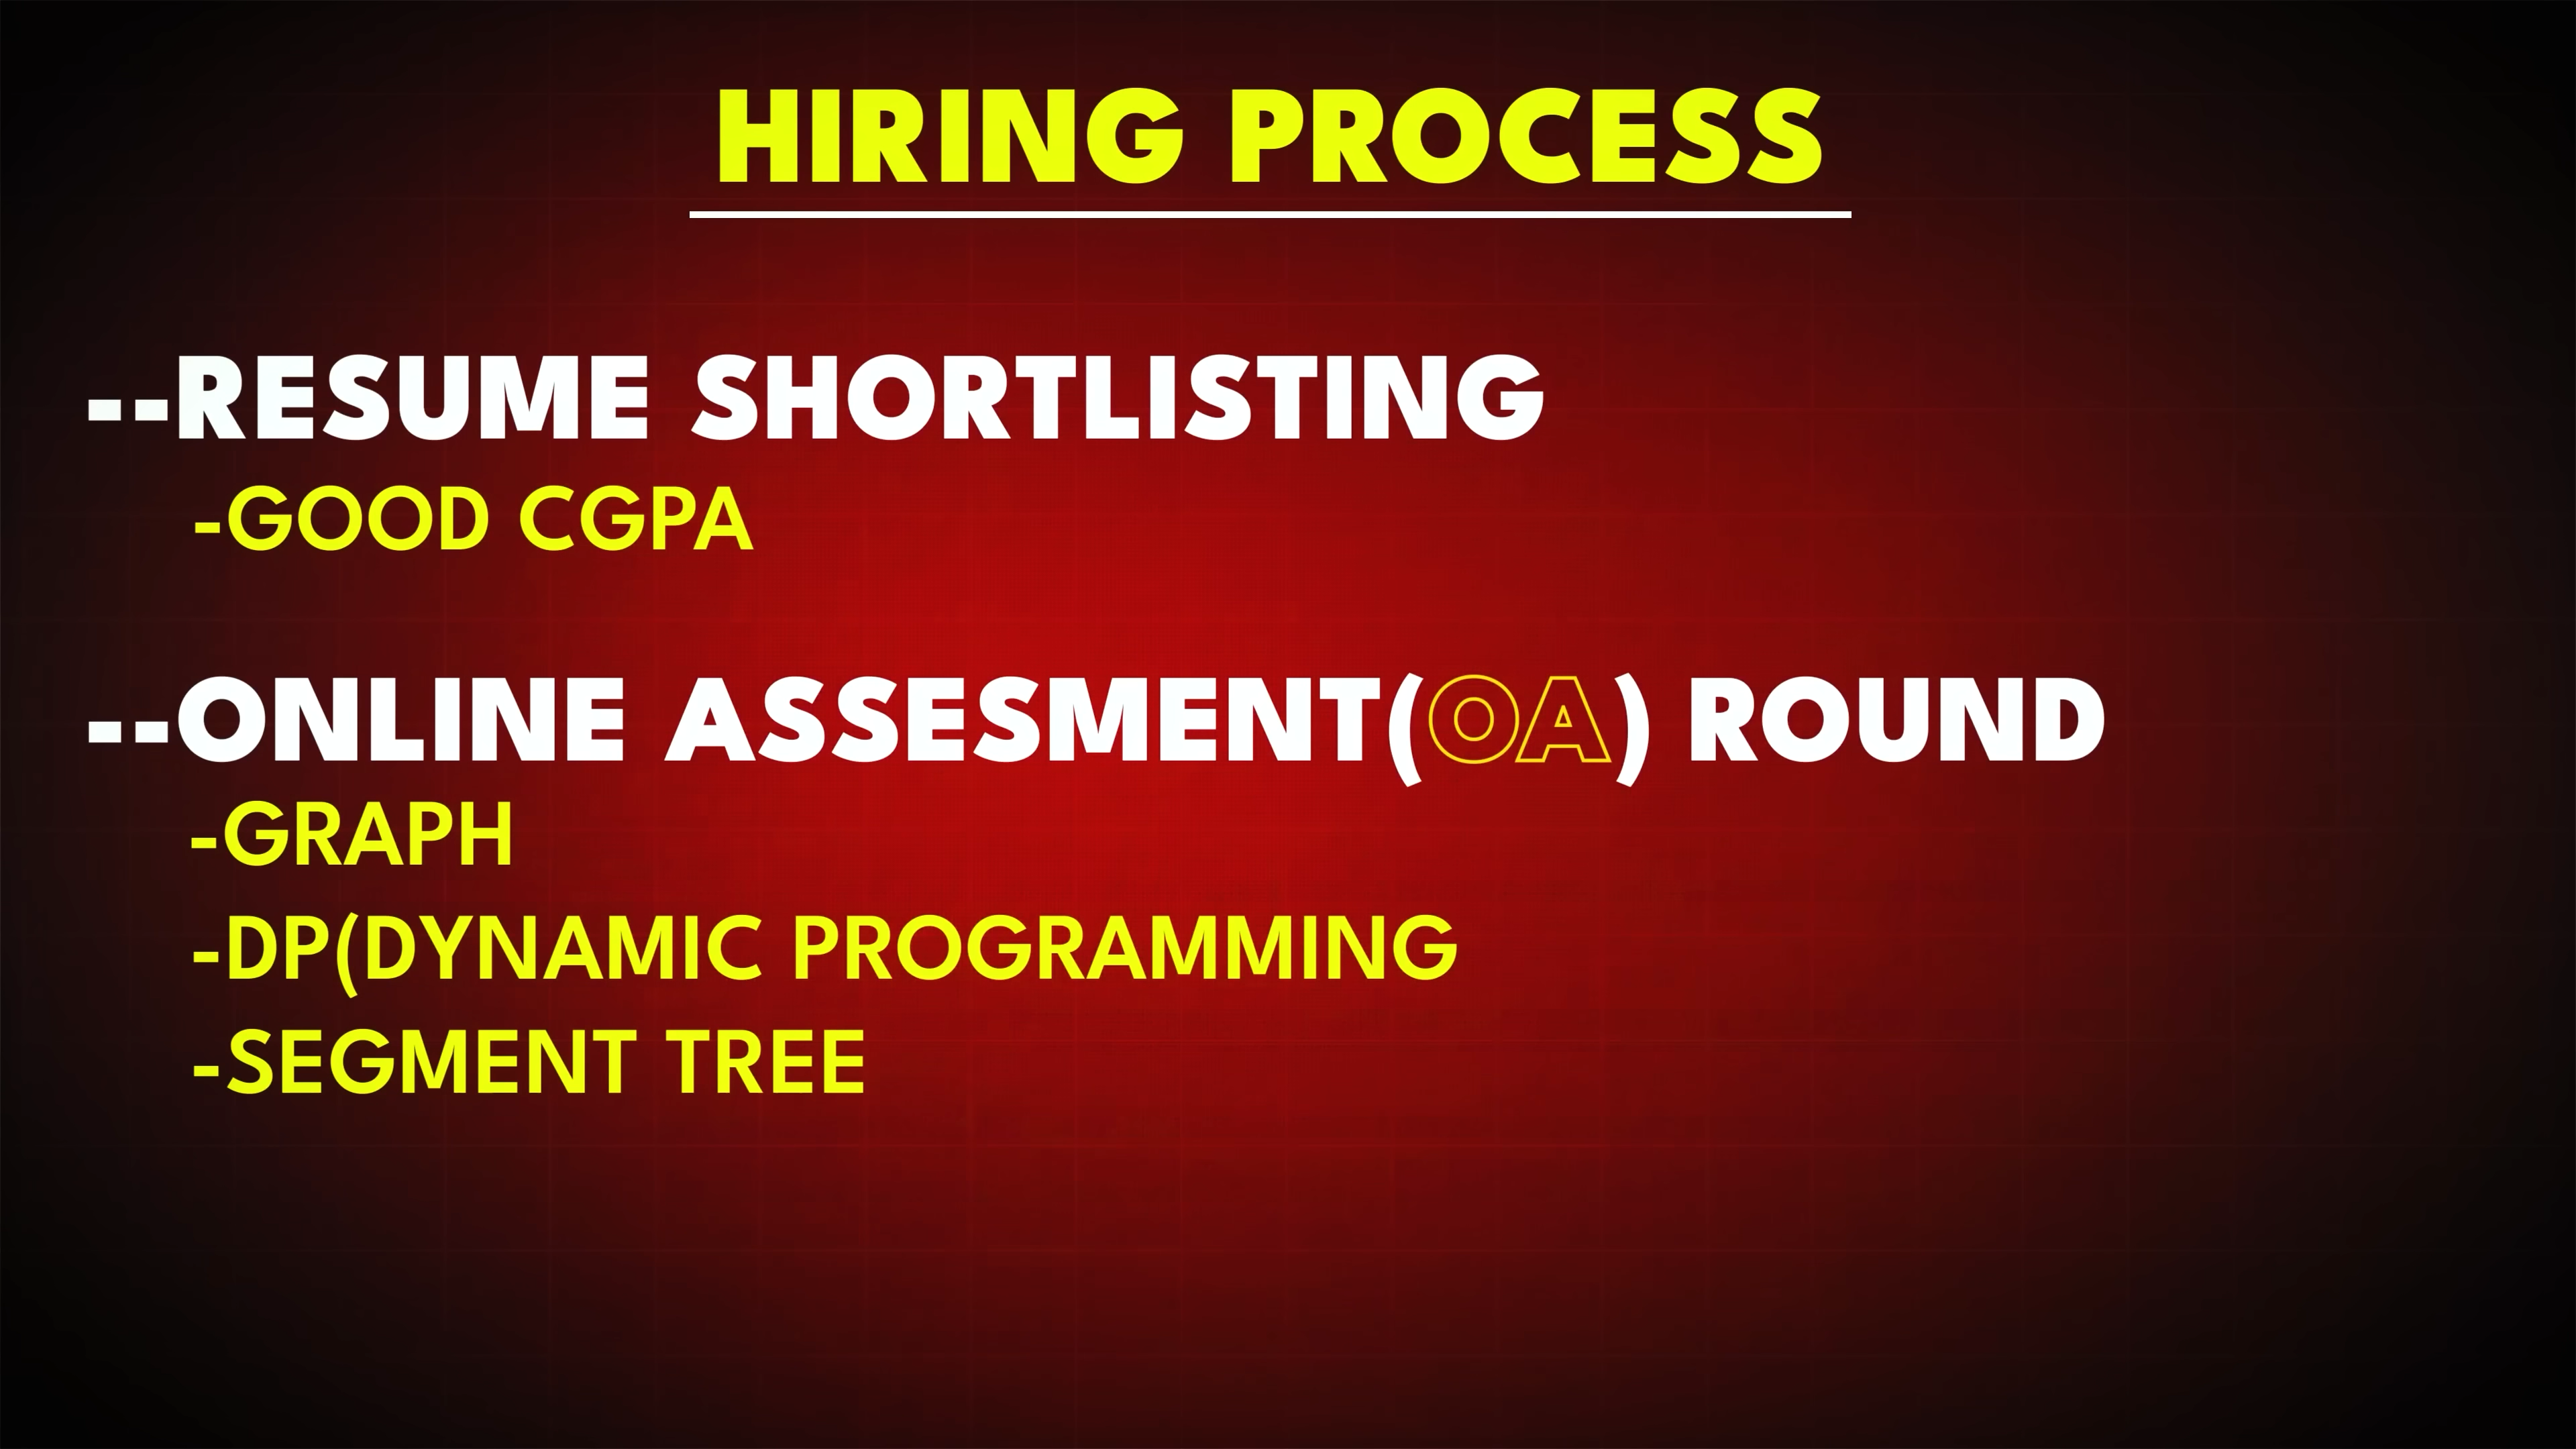 HIRING PROCESS
--RESUME SHORTLISTING
-GOOD CGPA
--ONLINE ASSESMENT(OA) ROUND
-GRAPH
-DP(DYNAMIC PROGRAMMING
-SEGMENT TREE